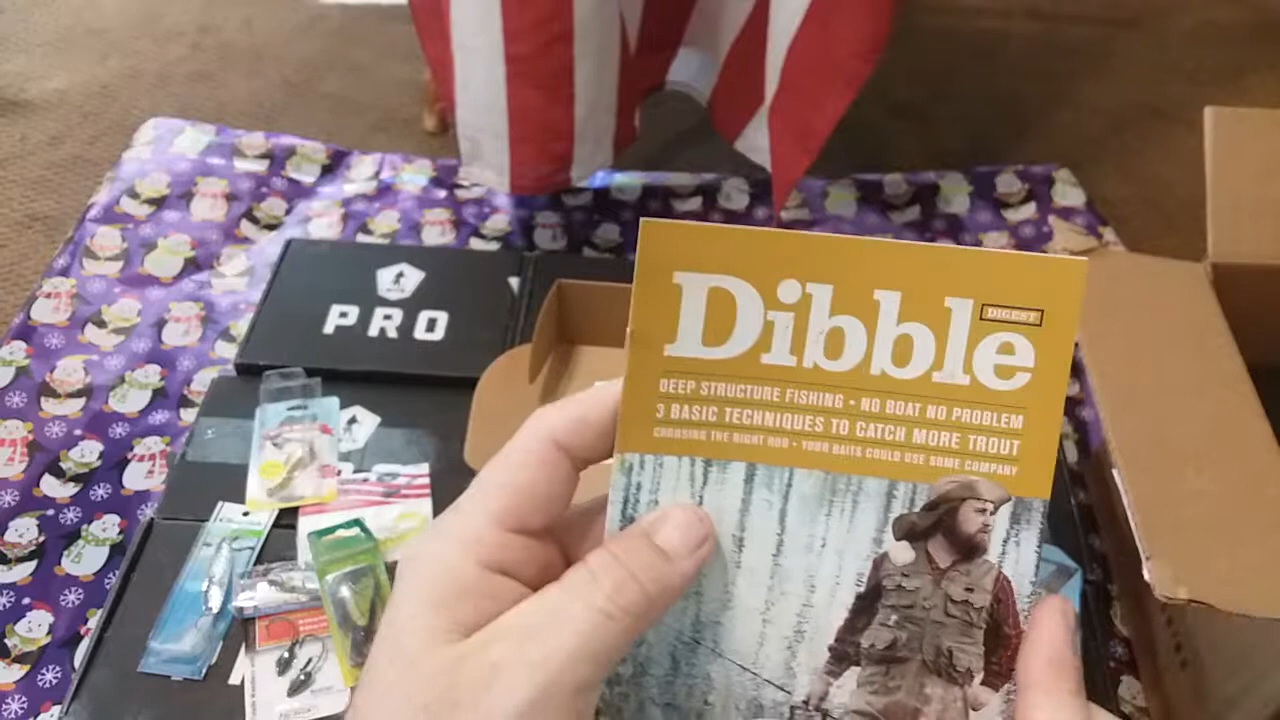 PRO
Dibble
DIGEST
DEEP STRUCTURE FISHING • NO BOAT NO PROBLEM
3 BASIC TECHNIQUES TO CATCH MORE TROUT
CHOOSING THE RIGHT ROD • YOUR BAITS COULD USE SOME COMPANY